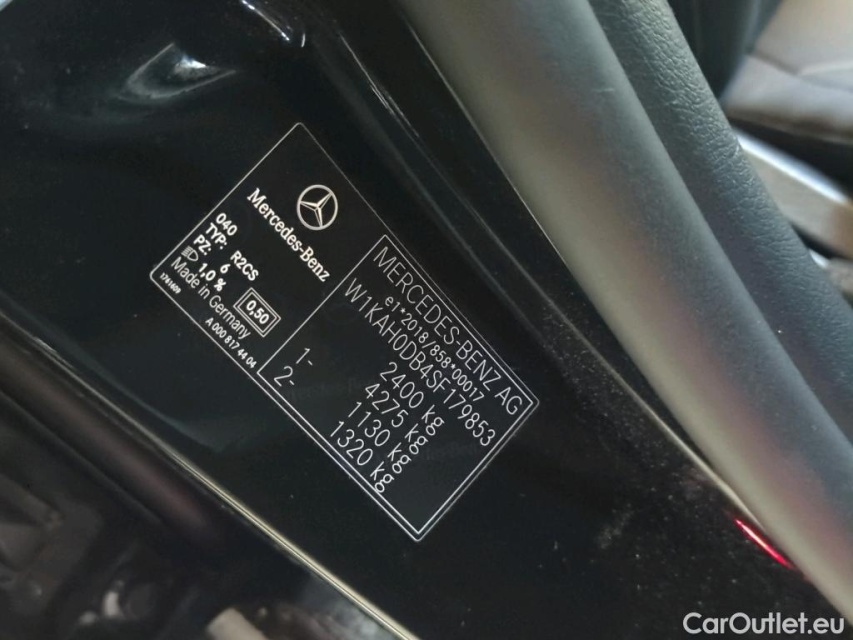 Mercedes-Benz
040
TYP: R2CS
PZ: 6
1,0 %
0,50
Made in Germany
1761609
A 000 817 44 04
MERCEDES-BENZ AG
e1*2018/858*00017
W1KAH0DB4SF179853
2400 kg
4275 kg
1- 1130 kg
2- 1320 kg
CarOutlet.eu